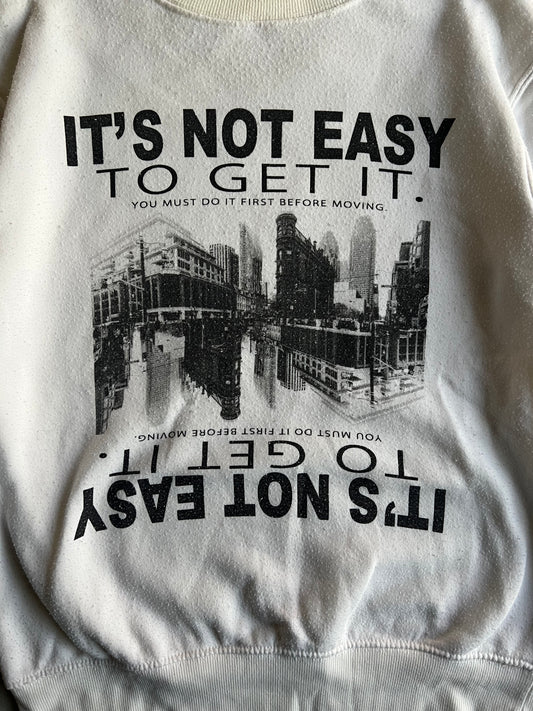 IT'S NOT EASY
TO GET IT.
YOU MUST DO IT FIRST BEFORE MOVING.
YOU MUST DO IT FIRST BEFORE MOVING.
TO GET IT.
IT'S NOT EASY